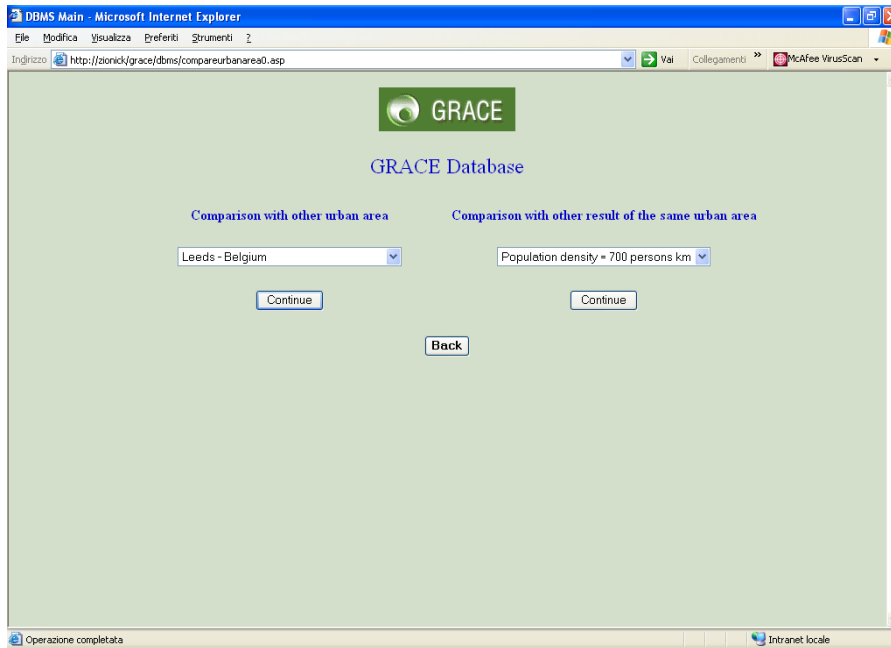 DBMS Main - Microsoft Internet Explorer
File Modifica Visualizza Preferiti Strumenti ?
Indirizzo http://zionick/grace/dbms/compareurbanarea0.asp Vai Collegamenti » McAfee VirusScan
GRACE
GRACE Database
Comparison with other urban area Comparison with other result of the same urban area
Leeds - Belgium Population density = 700 persons km
Continue Continue
Back
Operazione completata Intranet locale